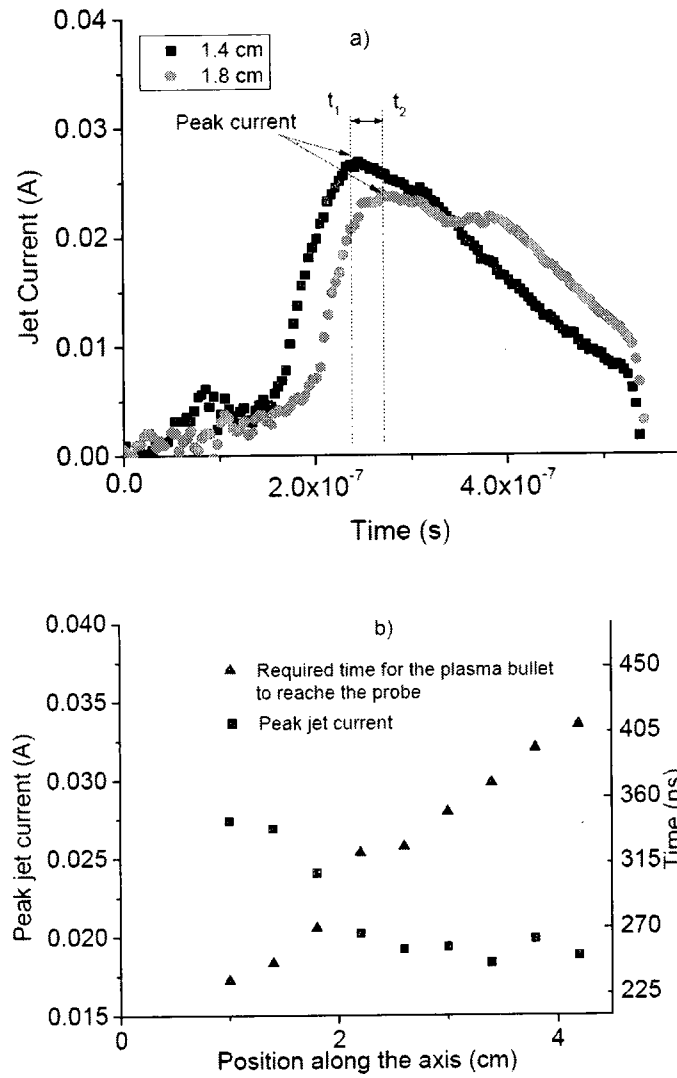 0.04
a)
1.4 cm
1.8 cm
t1
t2
0.03
Peak current
0.02
0.01
0.00
Jet Current (A)
0.0
2.0x10-7
4.0x10-7
Time (s)
0.040
b)
Required time for the plasma bullet
to reache the probe
Peak jet current
450
0.035
405
0.030
360
0.025
315
0.020
270
0.015
225
Peak jet current (A)
Time (ns)
0
2
4
Position along the axis (cm)